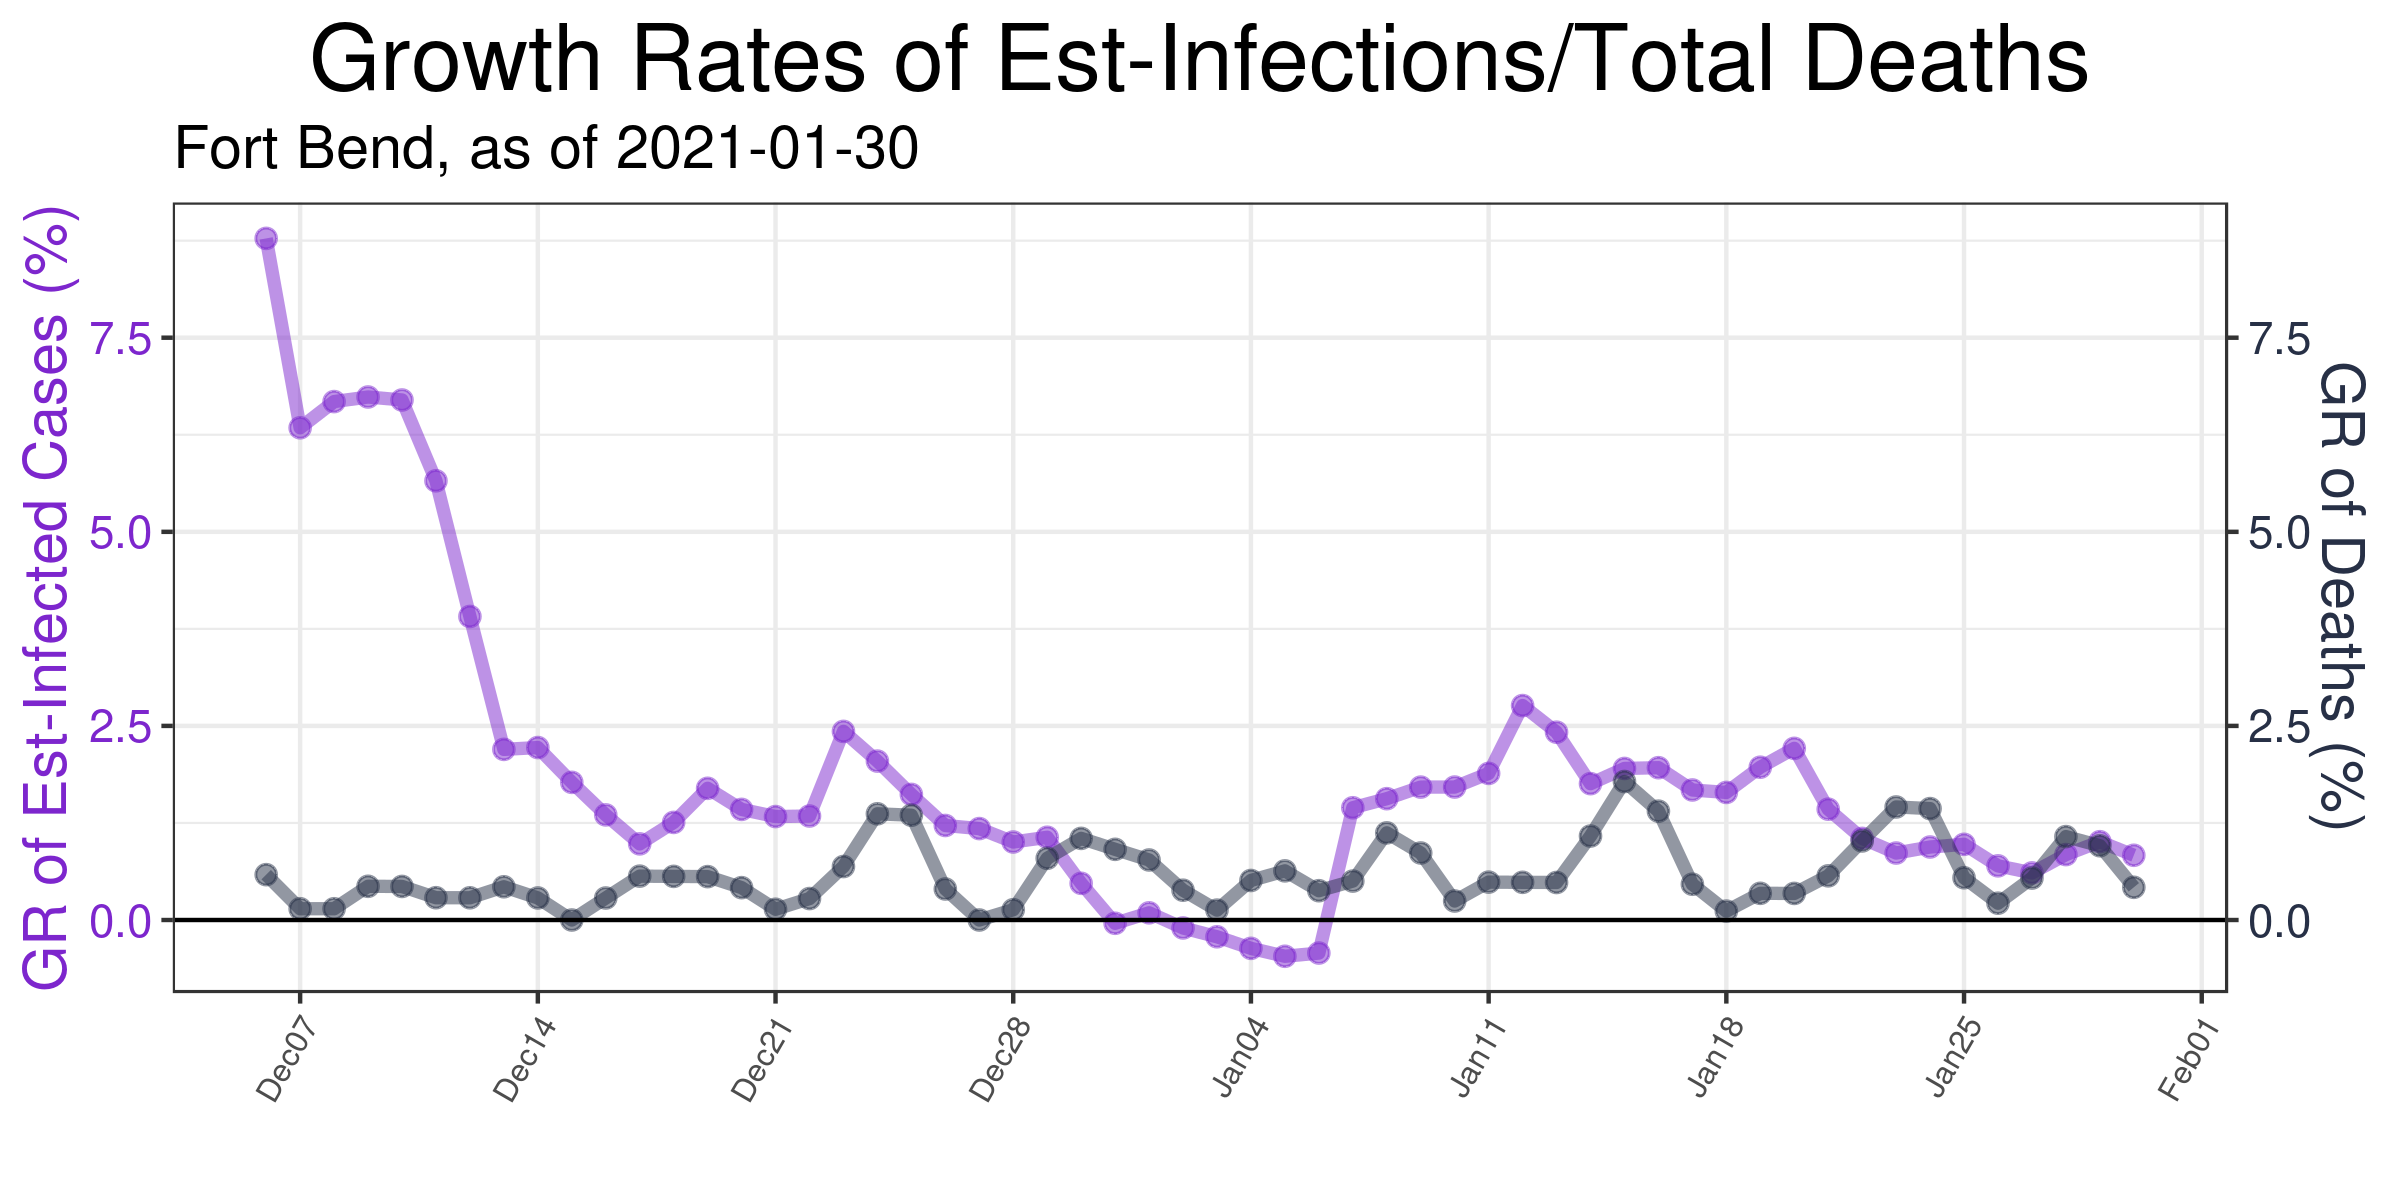 Growth Rates of Est-Infections/Total Deaths
Fort Bend, as of 2021-01-30
GR of Est-Infected Cases (%)
7.5
5.0
2.5
0.0
7.5
5.0
2.5
0.0
GR of Deaths (%)
Dec07
Dec14
Dec21
Dec28
Jan04
Jan11
Jan18
Jan25
Feb01